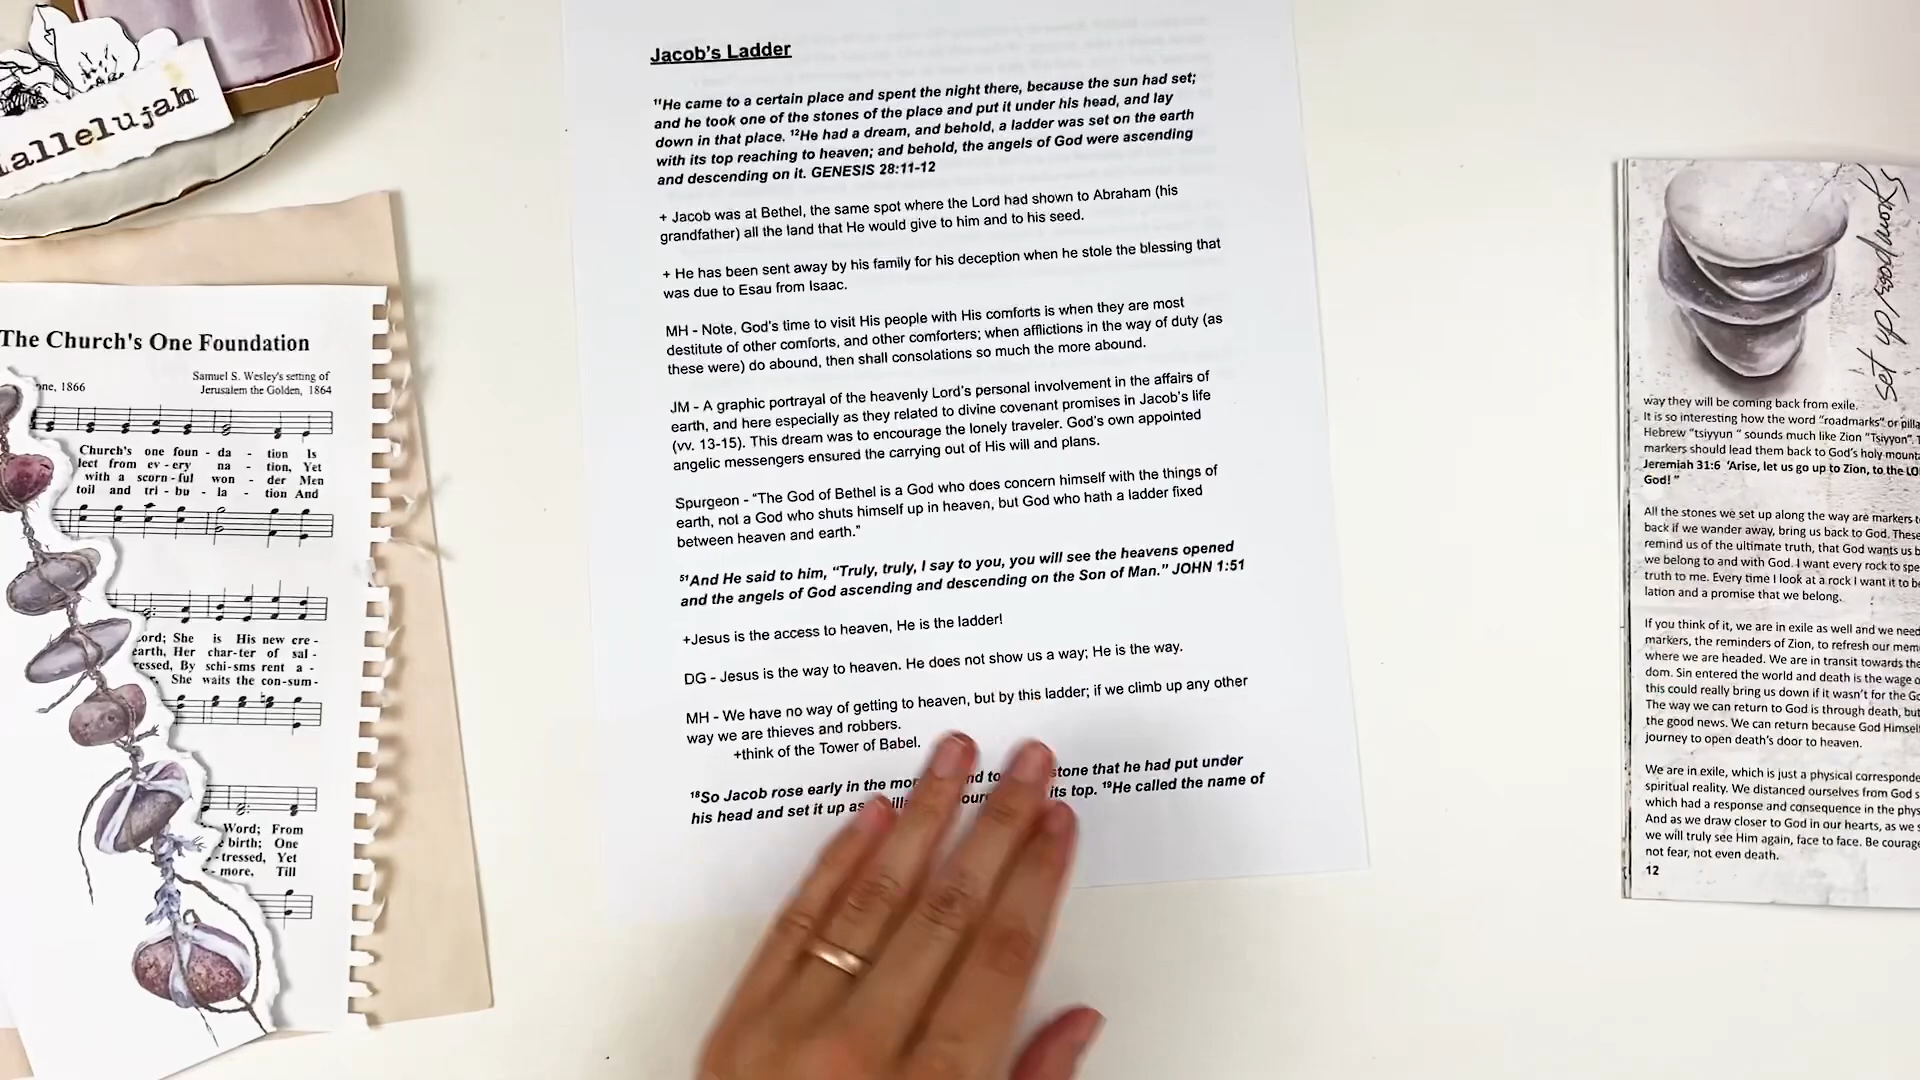 Hallelujah
The Church's One Foundation
one, 1866
Samuel S. Wesley's setting of
Jerusalem the Golden, 1864
Church's one foun - da - tion Is
lect from ev - ery na - tion, Yet
with a scorn - ful won - der Men
toil and tri - bu - la - tion And
Lord; She is His new cre -
earth, Her char - ter of sal -
ressed, By schi - sms rent a -
She waits the con - sum -
Word; From
birth; One
-tressed, Yet
more, Till
Jacob's Ladder
¹¹He came to a certain place and spent the night there, because the sun had set;
and he took one of the stones of the place and put it under his head, and lay
down in that place. ¹²He had a dream, and behold, a ladder was set on the earth
with its top reaching to heaven; and behold, the angels of God were ascending
and descending on it. GENESIS 28:11-12
+ Jacob was at Bethel, the same spot where the Lord had shown to Abraham (his
grandfather) all the land that He would give to him and to his seed.
+ He has been sent away by his family for his deception when he stole the blessing that
was due to Esau from Isaac.
MH - Note, God's time to visit His people with His comforts is when they are most
destitute of other comforts, and other comforters; when afflictions in the way of duty (as
these were) do abound, then shall consolations so much the more abound.
JM - A graphic portrayal of the heavenly Lord's personal involvement in the affairs of
earth, and here especially as they related to divine covenant promises in Jacob's life
(vv. 13-15). This dream was to encourage the lonely traveler. God's own appointed
angelic messengers ensured the carrying out of His will and plans.
Spurgeon - "The God of Bethel is a God who does concern himself with the things of
earth, not a God who shuts himself up in heaven, but God who hath a ladder fixed
between heaven and earth."
⁵¹And He said to him, "Truly, truly, I say to you, you will see the heavens opened
and the angels of God ascending and descending on the Son of Man." JOHN 1:51
+Jesus is the access to heaven, He is the ladder!
DG - Jesus is the way to heaven. He does not show us a way; He is the way.
MH - We have no way of getting to heaven, but by this ladder; if we climb up any other
way we are thieves and robbers.
+think of the Tower of Babel.
¹⁸So Jacob rose early in the mor nd to stone that he had put under
his head and set it up as its top. ¹⁹He called the name of
set up roadmarks
way they will be coming back from exile.
It is so interesting how the word "roadmarks" or pilla
Hebrew "tsiyyun " sounds much like Zion "Tsiyyon".
markers should lead them back to God's holy mount
Jeremiah 31:6 'Arise, let us go up to Zion, to the LO
God! "
All the stones we set up along the way are markers t
back if we wander away, bring us back to God. These
remind us of the ultimate truth, that God wants us b
we belong to and with God. I want every rock to spe
truth to me. Every time I look at a rock I want it to be
lation and a promise that we belong.
If you think of it, we are in exile as well and we need
markers, the reminders of Zion, to refresh our mem
where we are headed. We are in transit towards the
dom. Sin entered the world and death is the wage o
this could really bring us down if it wasn't for the Go
The way we can return to God is through death, but
the good news. We can return because God Himsel
journey to open death's door to heaven.
We are in exile, which is just a physical corresponde
spiritual reality. We distanced ourselves from God s
which had a response and consequence in the phys
And as we draw closer to God in our hearts, as we s
we will truly see Him again, face to face. Be courage
not fear, not even death.
12